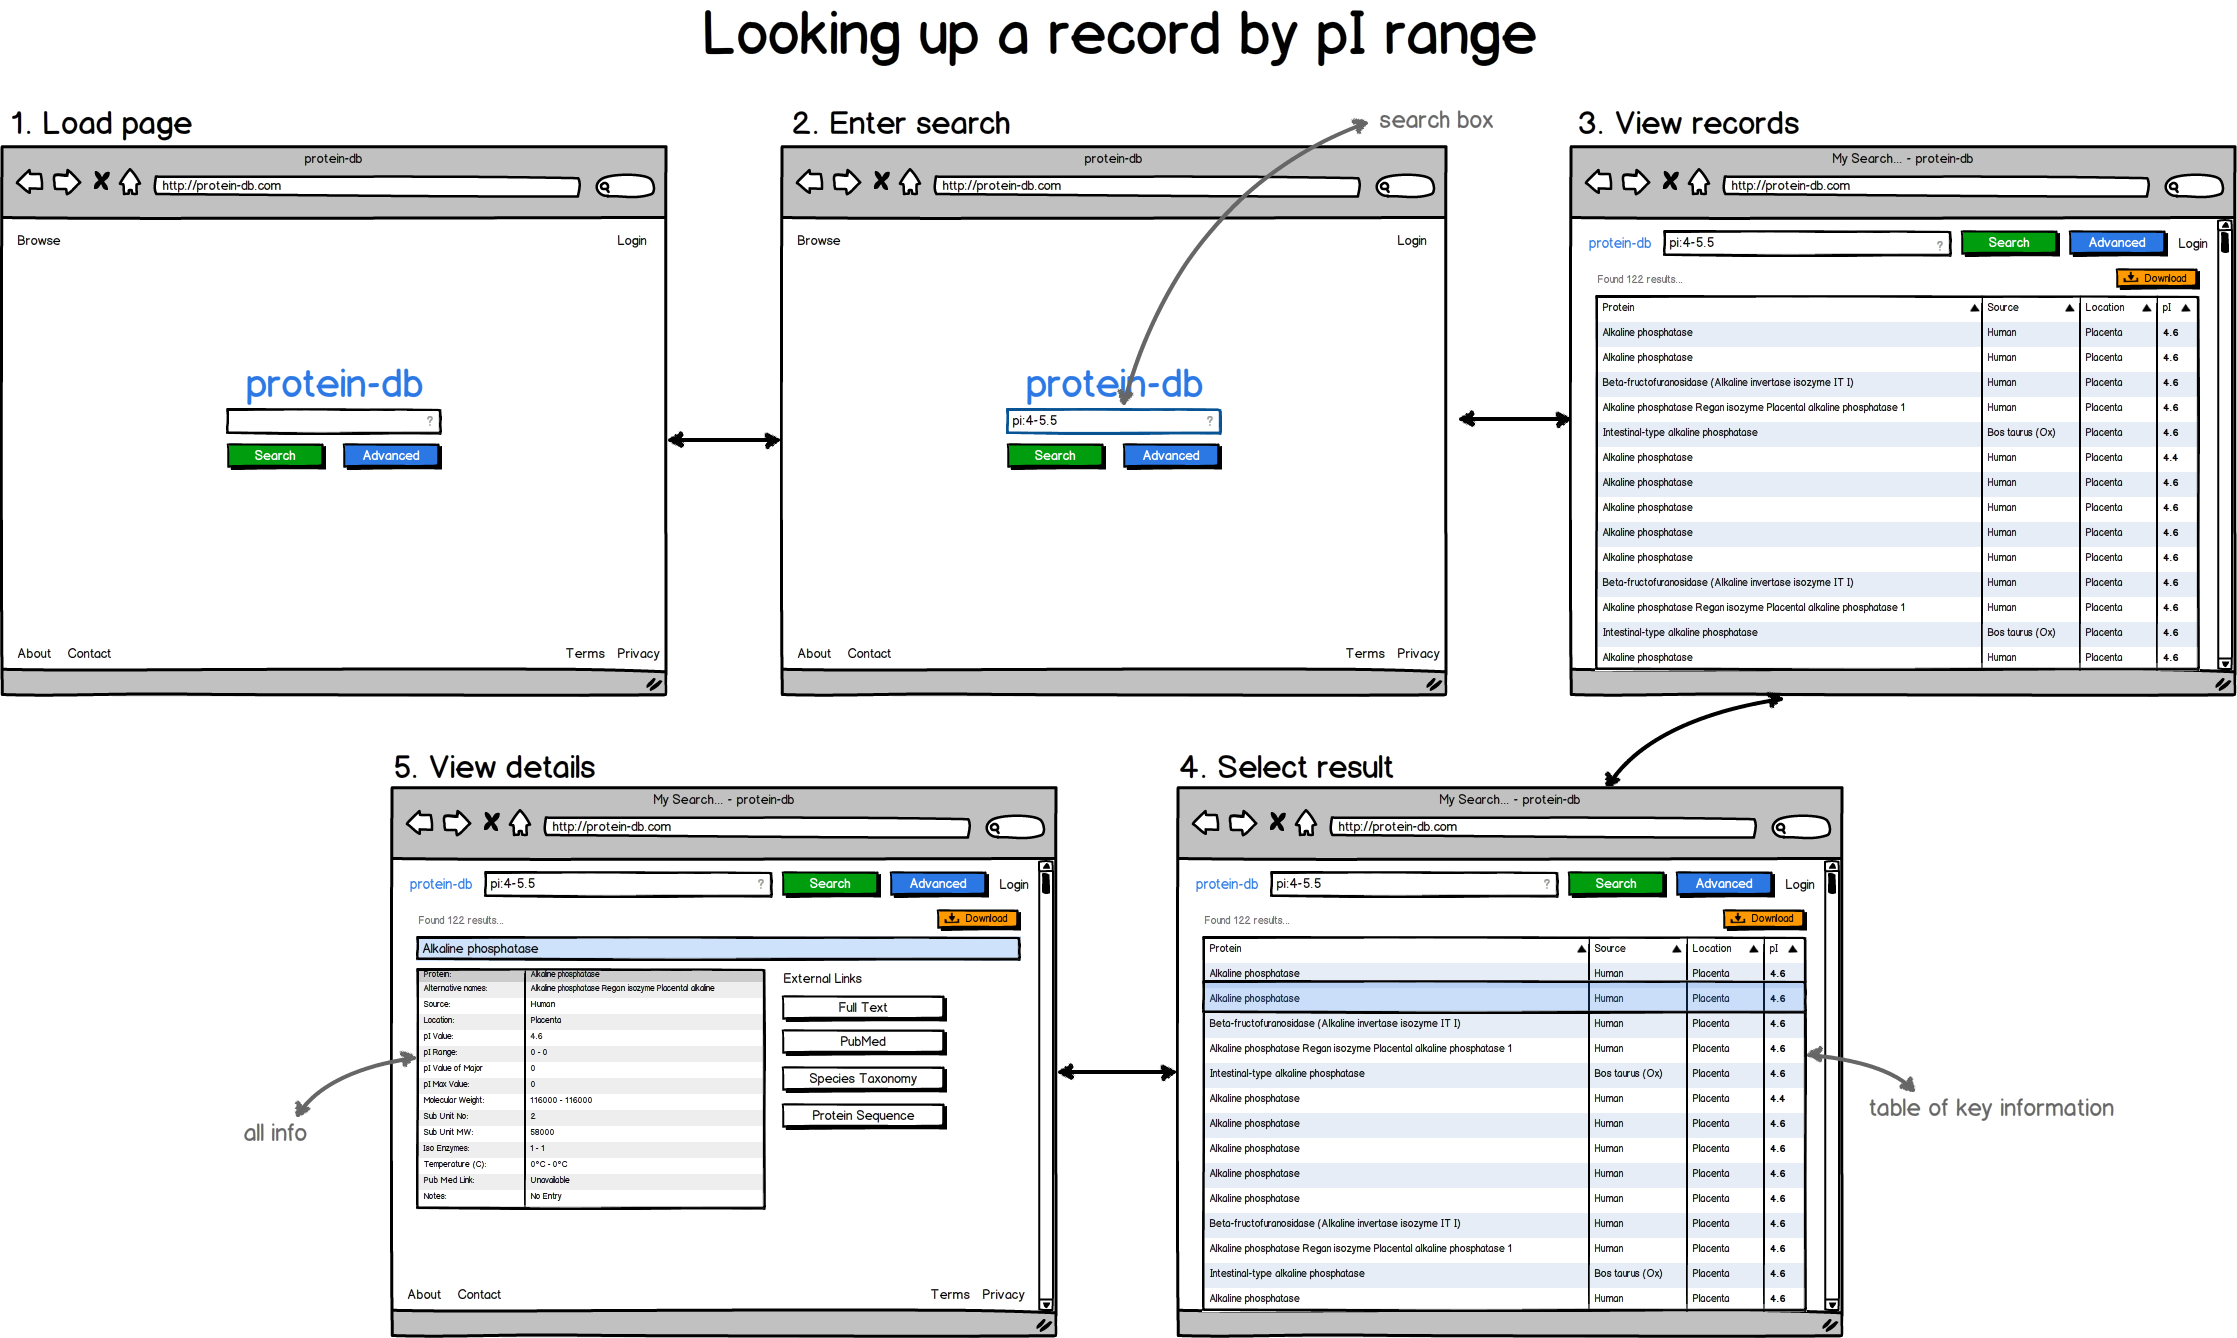 Looking up a record by pI range
1. Load page
protein-db
http://protein-db.com
Browse Login
protein-db
?
Search Advanced
About Contact Terms Privacy
2. Enter search
search box
protein-db
http://protein-db.com
Browse Login
protein-db
pi:4-5.5 ?
Search Advanced
About Contact Terms Privacy
3. View records
My Search... - protein-db
http://protein-db.com
protein-db pi:4-5.5 ? Search Advanced Login
Found 122 results... Download
Protein Source Location pI
Alkaline phosphatase Human Placenta 4.6
Alkaline phosphatase Human Placenta 4.6
Beta-fructofuranosidase (Alkaline invertase isozyme IT I) Human Placenta 4.6
Alkaline phosphatase Regan isozyme Placental alkaline phosphatase 1 Human Placenta 4.6
Intestinal-type alkaline phosphatase Bos taurus (Ox) Placenta 4.6
Alkaline phosphatase Human Placenta 4.4
Alkaline phosphatase Human Placenta 4.6
Alkaline phosphatase Human Placenta 4.6
Alkaline phosphatase Human Placenta 4.6
Alkaline phosphatase Human Placenta 4.6
Beta-fructofuranosidase (Alkaline invertase isozyme IT I) Human Placenta 4.6
Alkaline phosphatase Regan isozyme Placental alkaline phosphatase 1 Human Placenta 4.6
Intestinal-type alkaline phosphatase Bos taurus (Ox) Placenta 4.6
Alkaline phosphatase Human Placenta 4.6
4. Select result
My Search... - protein-db
http://protein-db.com
protein-db pi:4-5.5 ? Search Advanced Login
Found 122 results... Download
Protein Source Location pI
Alkaline phosphatase Human Placenta 4.6
Alkaline phosphatase Human Placenta 4.6
Beta-fructofuranosidase (Alkaline invertase isozyme IT I) Human Placenta 4.6
Alkaline phosphatase Regan isozyme Placental alkaline phosphatase 1 Human Placenta 4.6
Intestinal-type alkaline phosphatase Bos taurus (Ox) Placenta 4.6
Alkaline phosphatase Human Placenta 4.4
Alkaline phosphatase Human Placenta 4.6
Alkaline phosphatase Human Placenta 4.6
Alkaline phosphatase Human Placenta 4.6
Alkaline phosphatase Human Placenta 4.6
Beta-fructofuranosidase (Alkaline invertase isozyme IT I) Human Placenta 4.6
Alkaline phosphatase Regan isozyme Placental alkaline phosphatase 1 Human Placenta 4.6
Intestinal-type alkaline phosphatase Bos taurus (Ox) Placenta 4.6
Alkaline phosphatase Human Placenta 4.6
table of key information
5. View details
My Search... - protein-db
http://protein-db.com
protein-db pi:4-5.5 ? Search Advanced Login
Found 122 results... Download
Alkaline phosphatase
Protein: Alkaline phosphatase
Alternative names: Alkaline phosphatase Regan isozyme Placental alkaline
Source: Human
Location: Placenta
pI Value: 4.6
pI Range: 0 - 0
pI Value of Major 0
pI Max Value: 0
Molecular Weight: 116000 - 116000
Sub Unit No: 2
Sub Unit MW: 58000
Iso Enzymes: 1 - 1
Temperature (C): 0°C - 0°C
Pub Med Link: Unavailable
Notes: No Entry
External Links
Full Text
PubMed
Species Taxonomy
Protein Sequence
all info
About Contact Terms Privacy